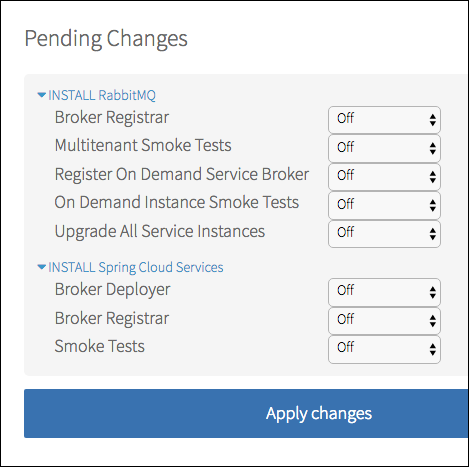 Pending Changes
INSTALL RabbitMQ
Broker Registrar Off
Multitenant Smoke Tests Off
Register On Demand Service Broker Off
On Demand Instance Smoke Tests Off
Upgrade All Service Instances Off
INSTALL Spring Cloud Services
Broker Deployer Off
Broker Registrar Off
Smoke Tests Off
Apply changes